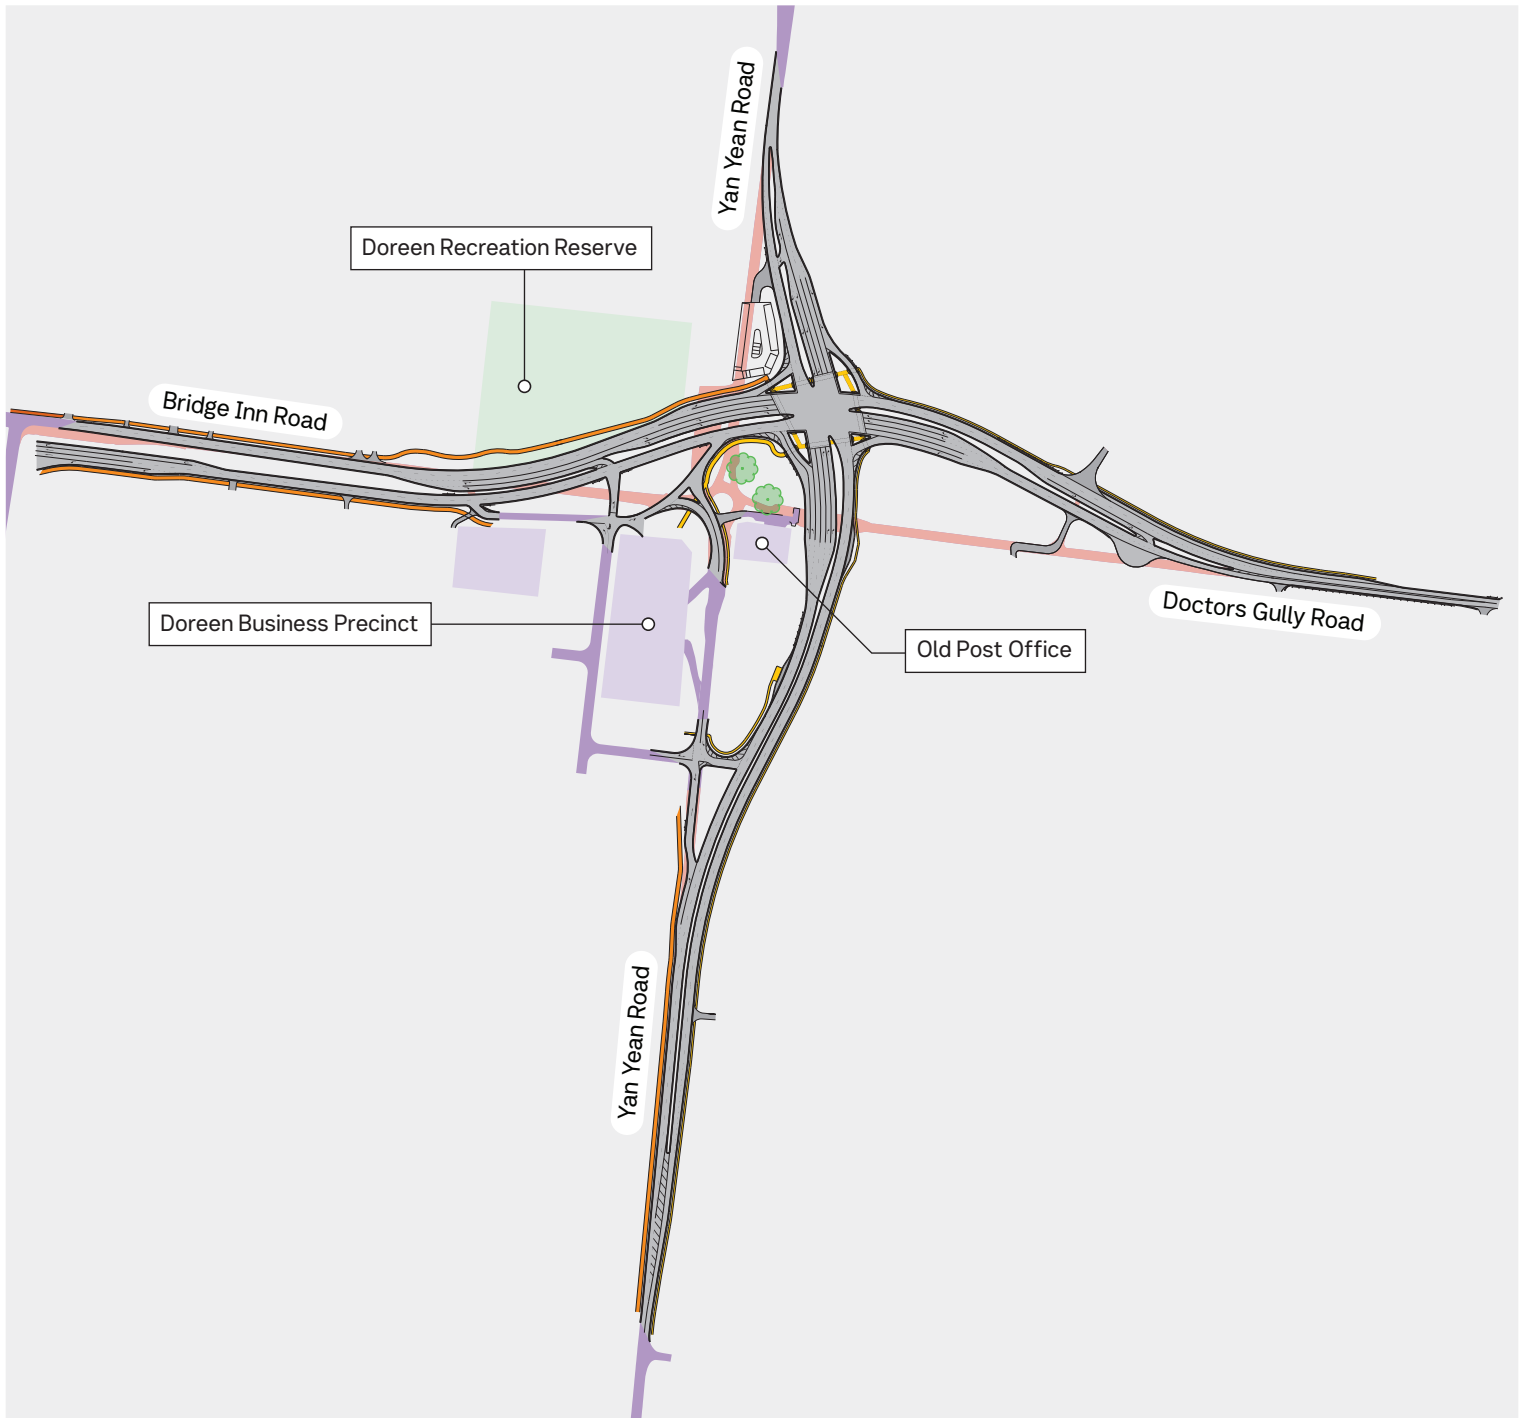 Yan Yean Road
Doreen Recreation Reserve
Bridge Inn Road
Doctors Gully Road
Doreen Business Precinct
Old Post Office
Yan Yean Road